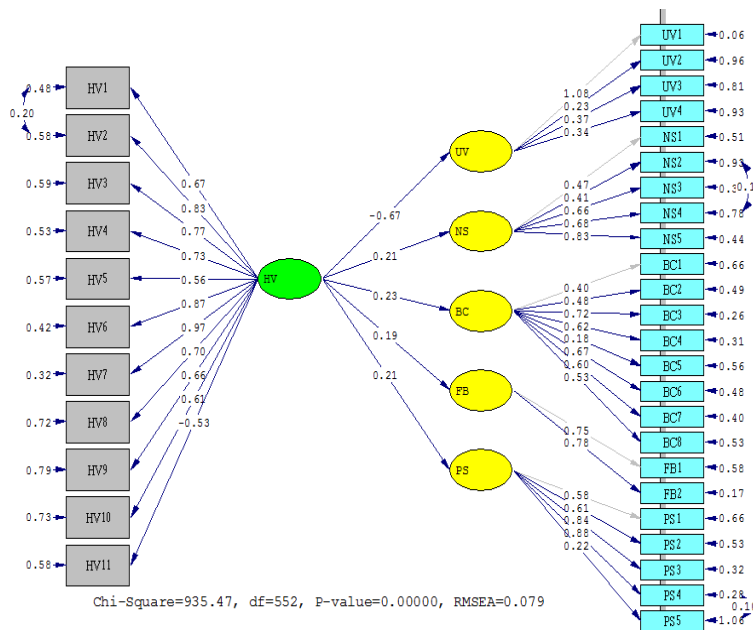 HV1
HV2
HV3
HV4
HV5
HV6
HV7
HV8
HV9
HV10
HV11
0.48
0.58
0.59
0.53
0.57
0.42
0.32
0.72
0.79
0.73
0.58
0.20
0.67
0.83
0.77
0.73
0.56
0.87
0.97
0.70
0.66
0.61
-0.53
HV
-0.67
0.21
0.23
0.19
0.21
UV
NS
BC
FB
PS
1.08
0.23
0.37
0.34
0.47
0.41
0.66
0.68
0.83
0.40
0.48
0.72
0.62
0.18
0.67
0.60
0.53
0.75
0.78
0.58
0.61
0.84
0.88
0.22
UV1 0.06
UV2 0.96
UV3 0.81
UV4 0.93
NS1 0.51
NS2 0.93
NS3
NS4 0.78
NS5 0.44
BC1 0.66
BC2 0.49
BC3 0.26
BC4 0.31
BC5 0.56
BC6 0.48
BC7 0.40
BC8 0.53
FB1 0.58
FB2 0.17
PS1 0.66
PS2 0.53
PS3 0.32
PS4 0.28
PS5 1.06
Chi-Square=935.47, df=552, P-value=0.00000, RMSEA=0.079